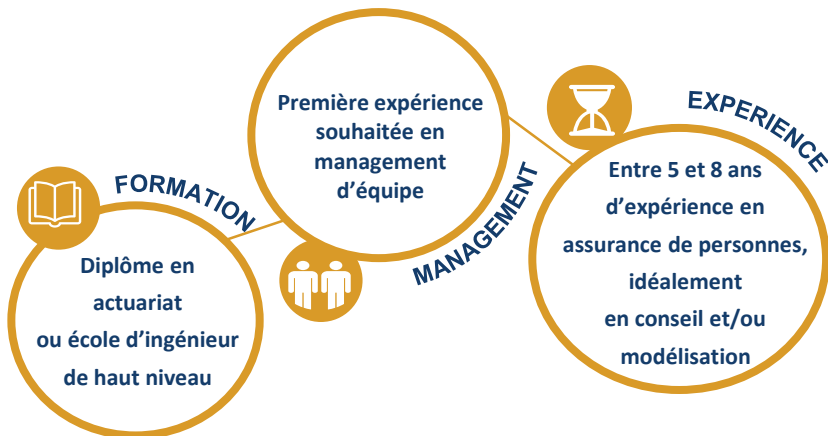 FORMATION
Diplôme en
actuariat
ou école d’ingénieur
de haut niveau
MANAGEMENT
Première expérience
souhaitée en
management
d’équipe
EXPERIENCE
Entre 5 et 8 ans
d’expérience en
assurance de personnes,
idéalement
en conseil et/ou
modélisation